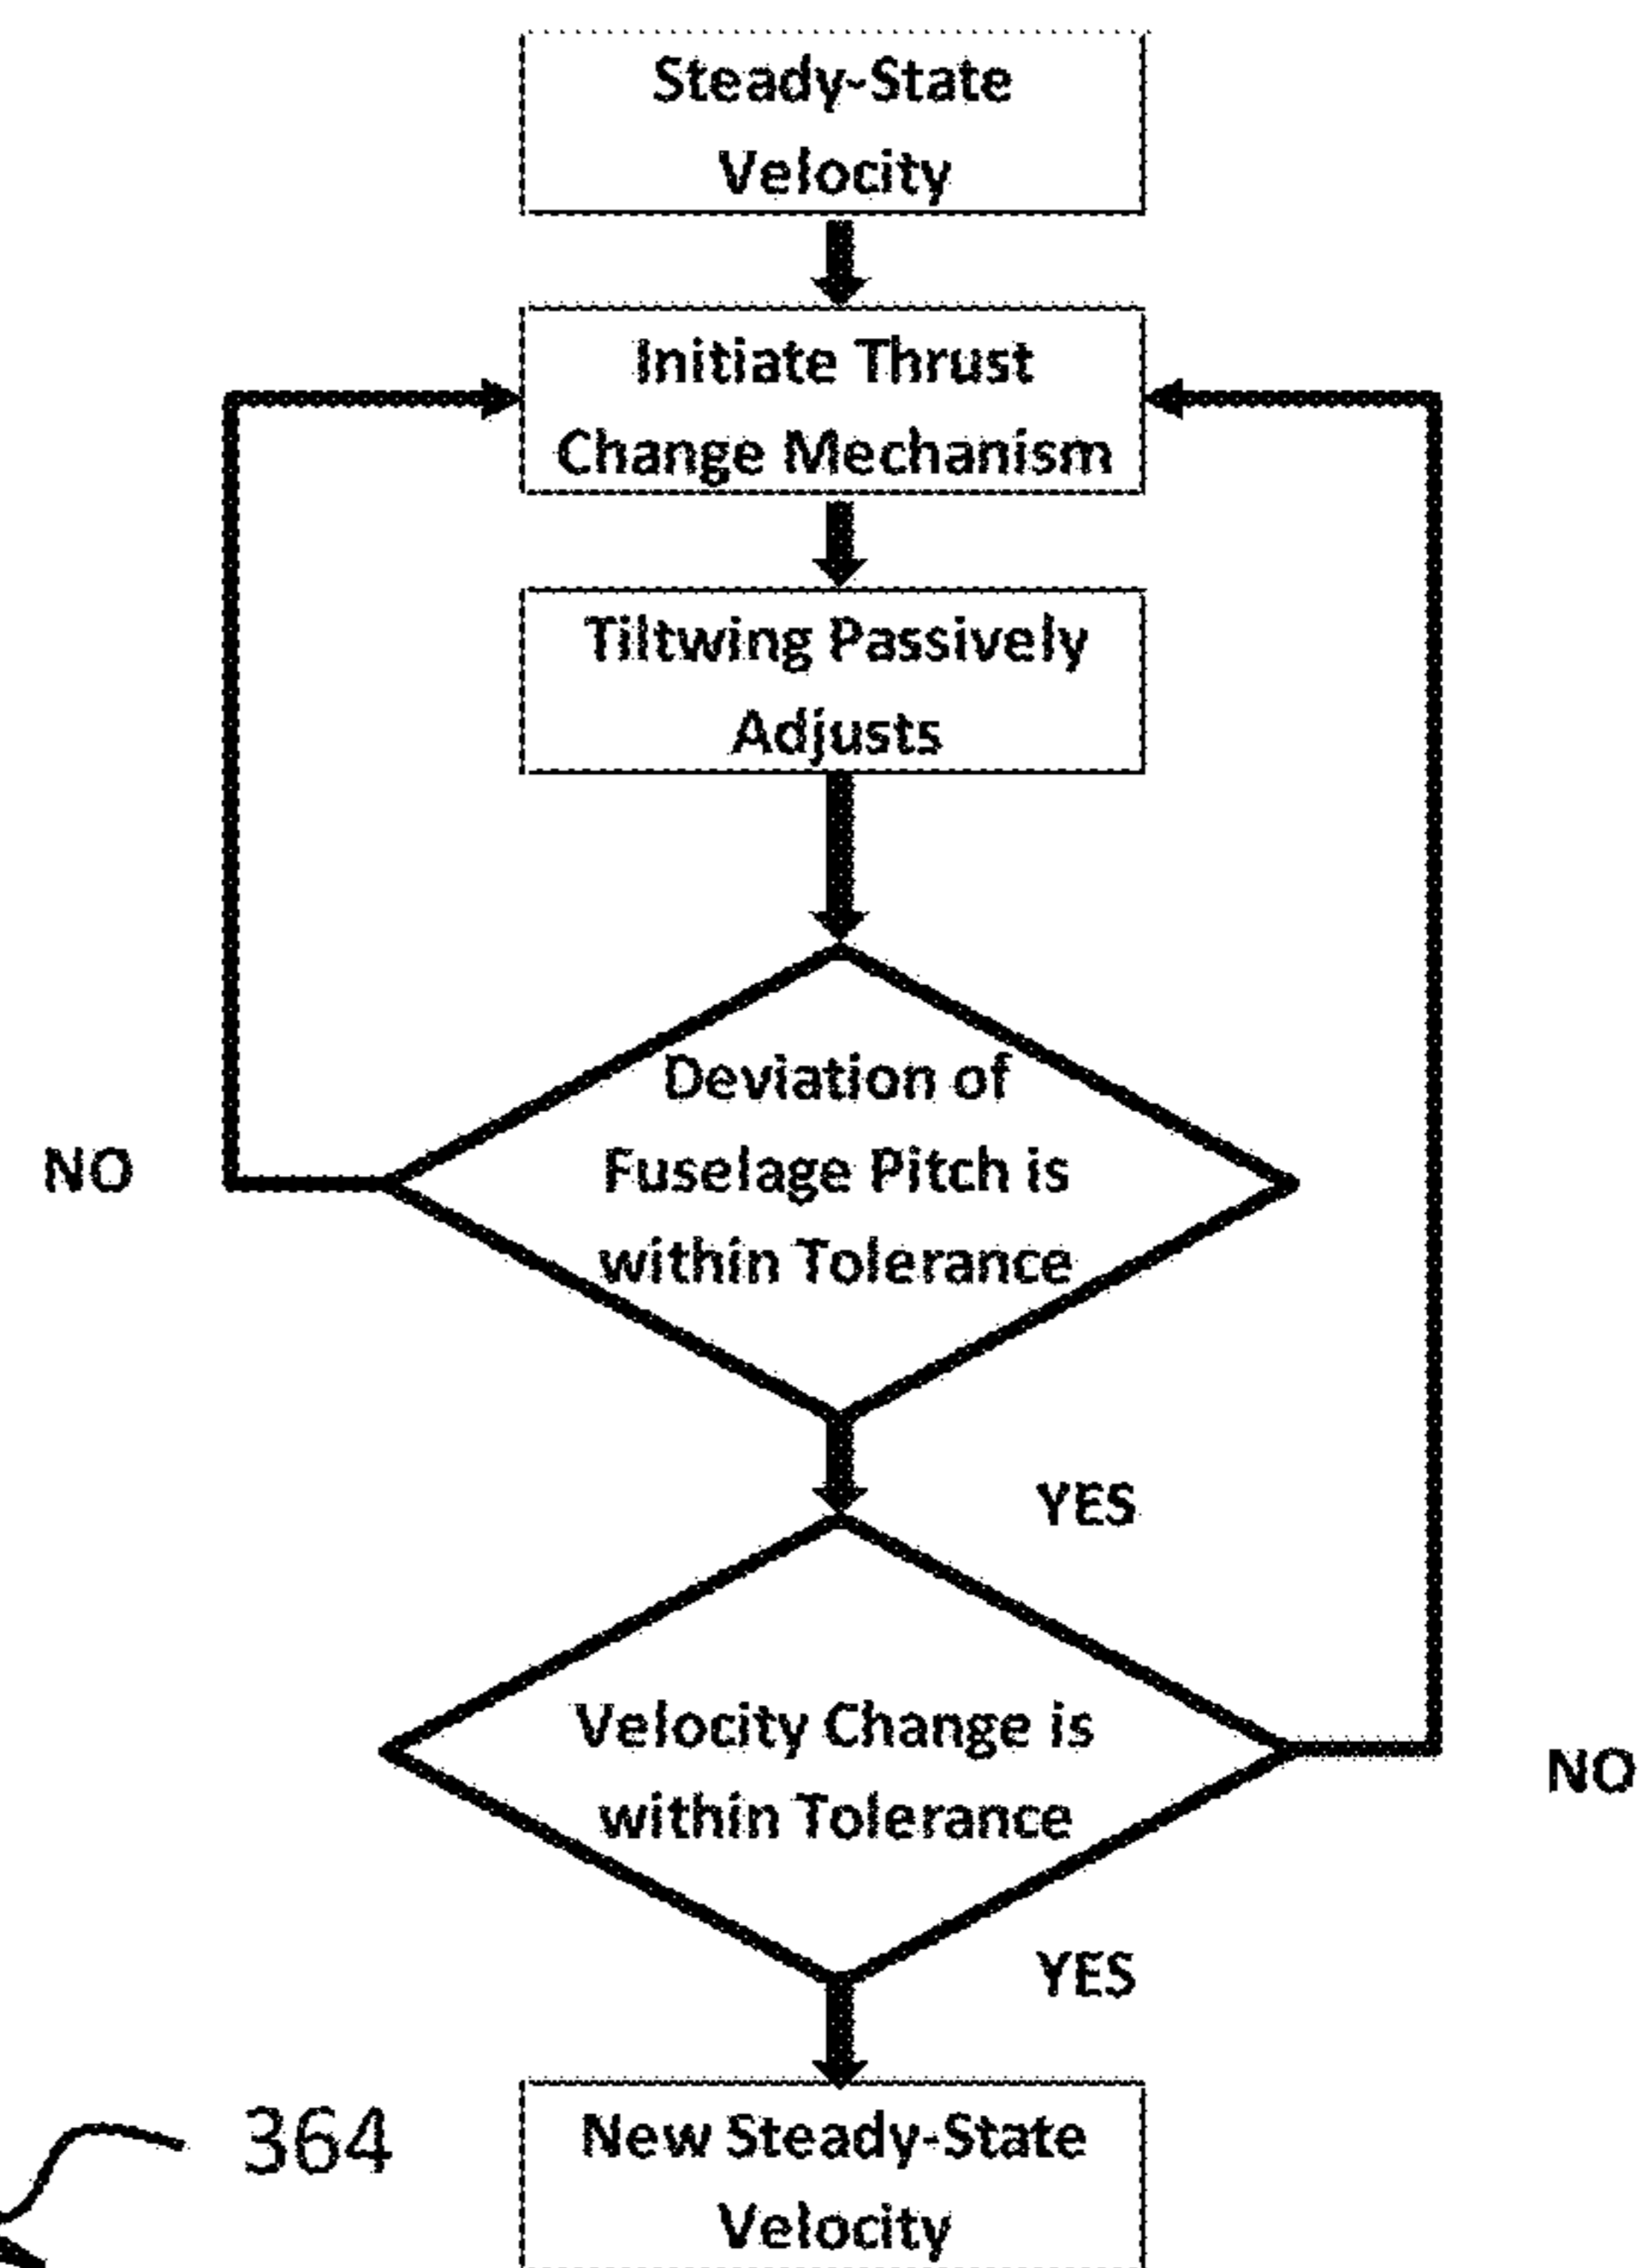 Steady-State
Velocity
Initiate Thrust
Change Mechanism
Tiltwing Passively
Adjusts
Deviation of
Fuselage Pitch is
within Tolerance
NO
YES
Velocity Change is
within Tolerance
NO
YES
364
New Steady-State
Velocity